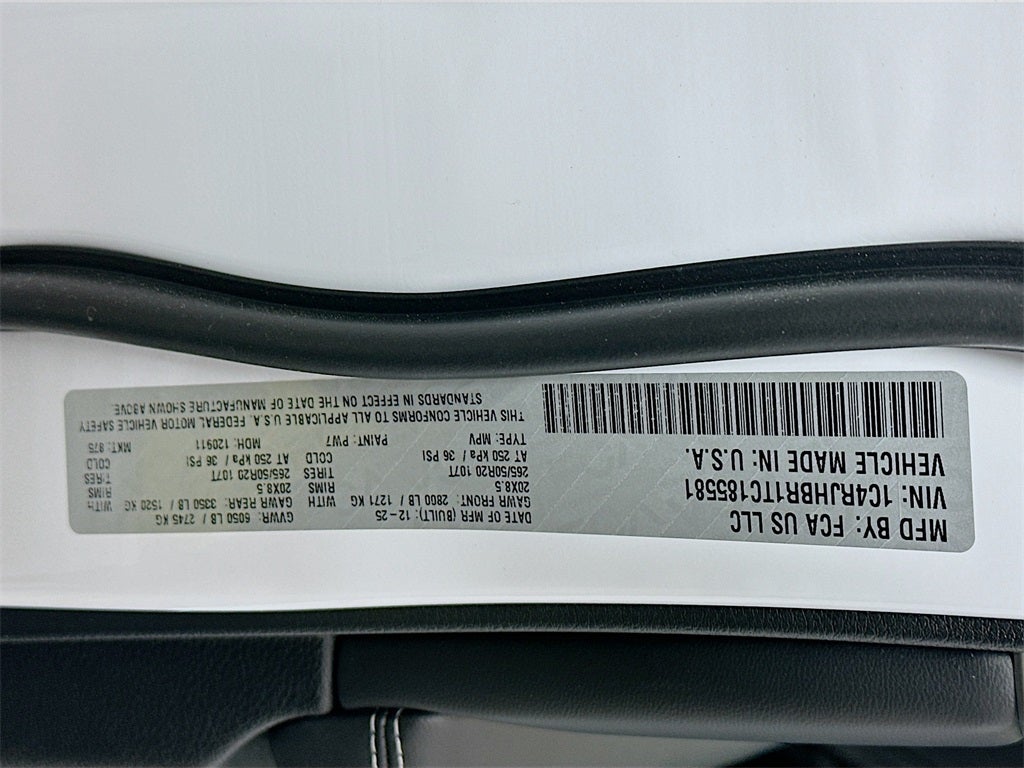 MFD BY: FCA US LLC
VIN: 1C4RJHBR1TC185581
VEHICLE MADE IN: U.S.A.
DATE OF MFR (BUILT): 12-25 GVWR: 6050 LB / 2745 KG
GAWR FRONT: 2800 LB / 1271 KG GAWR REAR: 3350 LB / 1520 KG WITH
20X8.5 RIMS 20X8.5 RIMS
265/50R20 107T TIRES 265/50R20 107T TIRES
AT 250 kPa / 36 PSI COLD AT 250 kPa / 36 PSI COLD
TYPE: MPV PAINT: PW7 MDH: 120911 MKT: 875
THIS VEHICLE CONFORMS TO ALL APPLICABLE U.S.A. FEDERAL MOTOR VEHICLE SAFETY
STANDARDS IN EFFECT ON THE DATE OF MANUFACTURE SHOWN ABOVE.